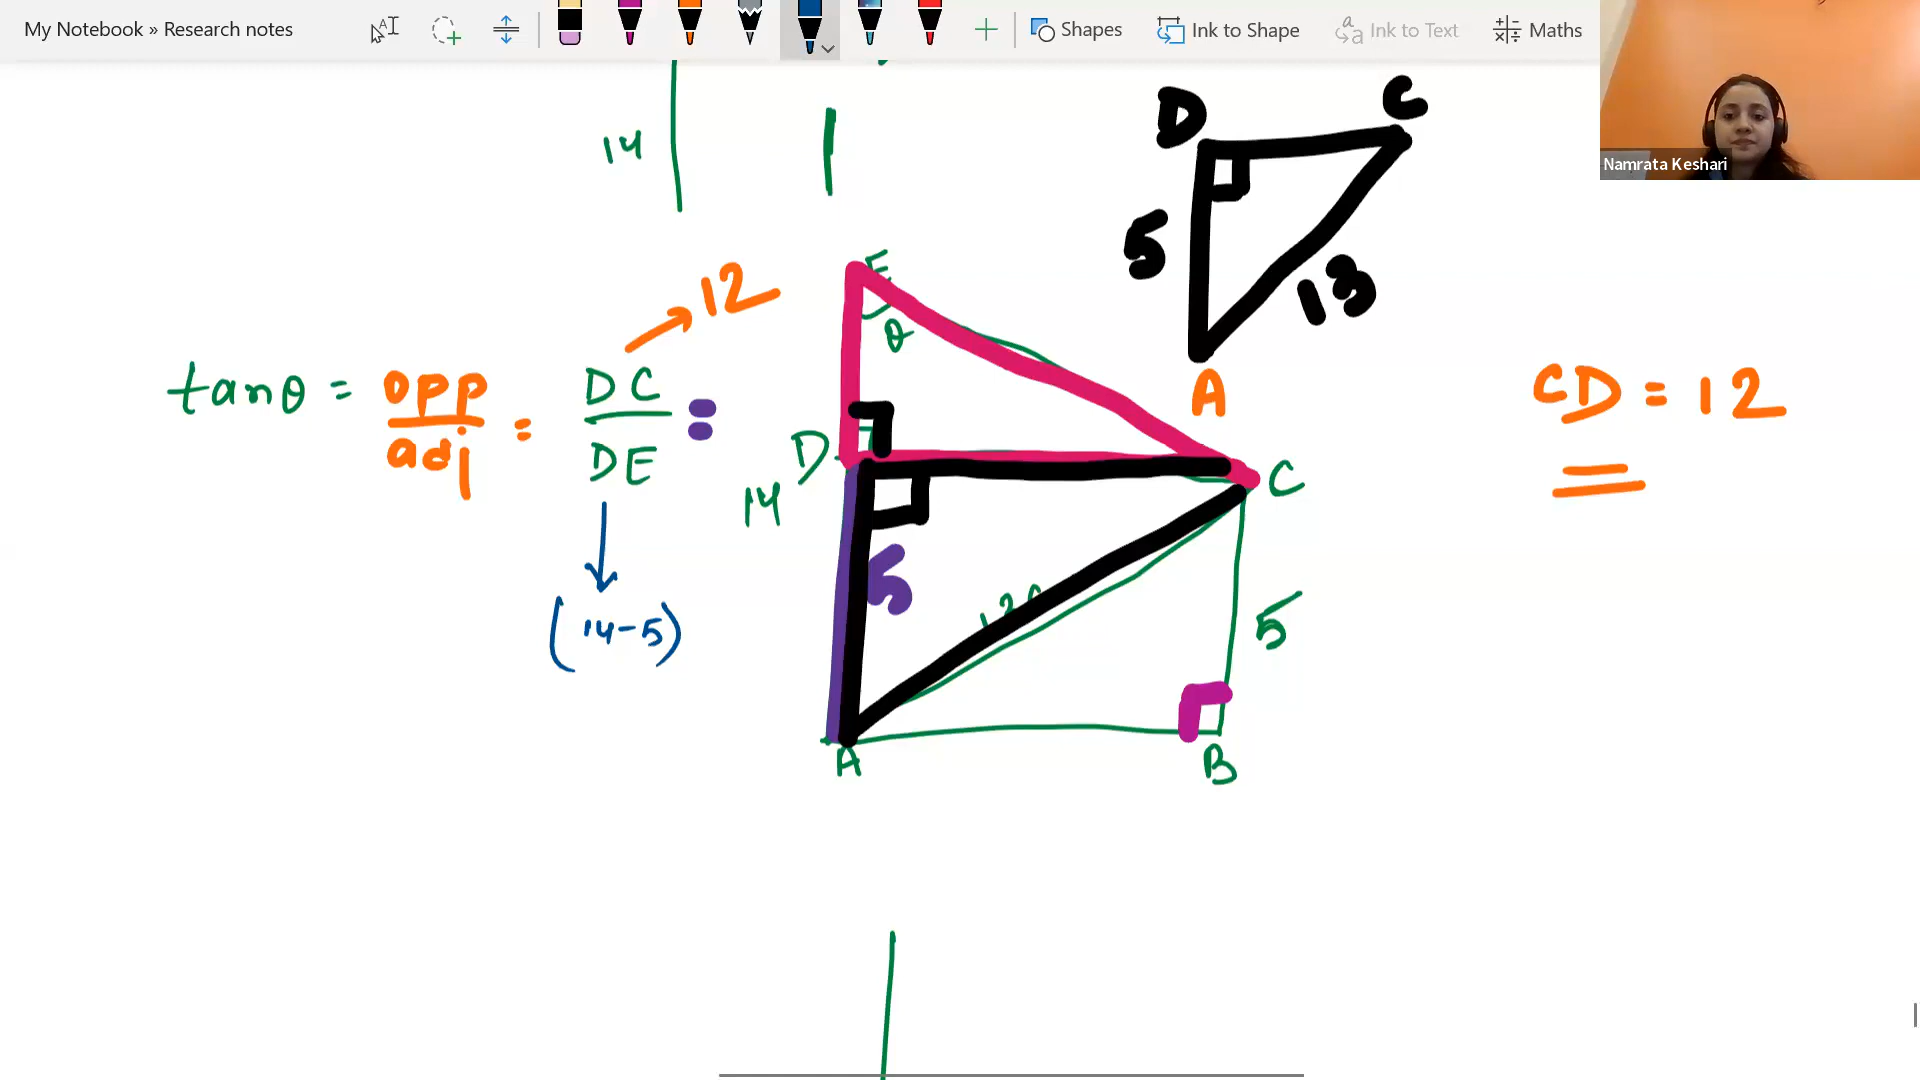 My Notebook » Research notes
Shapes
Ink to Shape
Ink to Text
Maths
Namrata Keshari
14
D C
5 13
A
E
θ
12
tanθ = opp/adj = DC/DE =
(14-5)
CD = 12
D
14
C
5
5
A
B